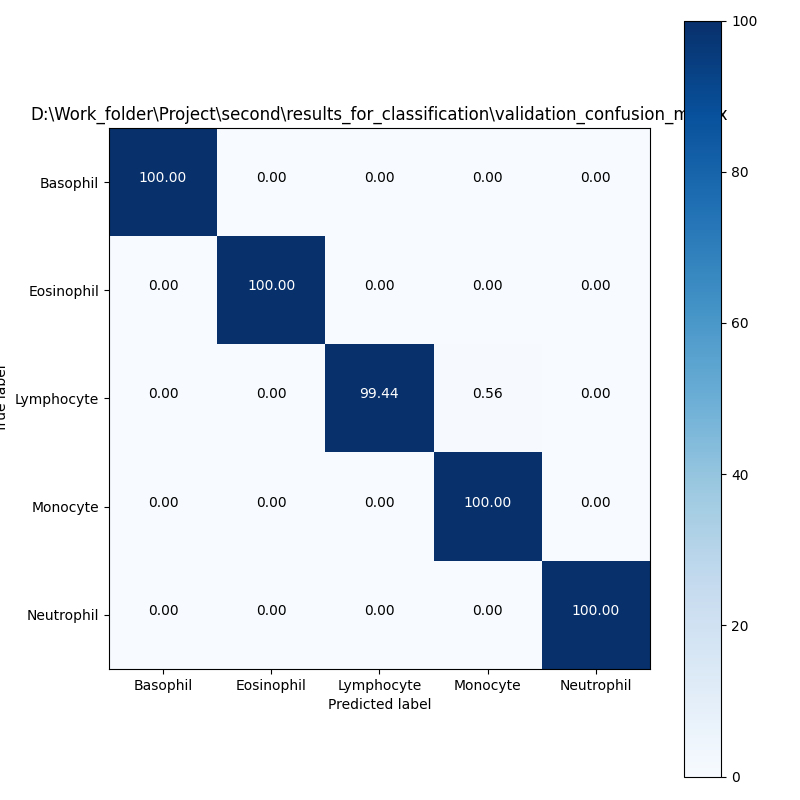 D:\Work_folder\Project\second\results_for_classification\validation_confusion_m
100
80
60
40
20
0
True label
Basophil 100.00 0.00 0.00 0.00 0.00
Eosinophil 0.00 100.00 0.00 0.00 0.00
Lymphocyte 0.00 0.00 99.44 0.56 0.00
Monocyte 0.00 0.00 0.00 100.00 0.00
Neutrophil 0.00 0.00 0.00 0.00 100.00
Basophil Eosinophil Lymphocyte Monocyte Neutrophil
Predicted label